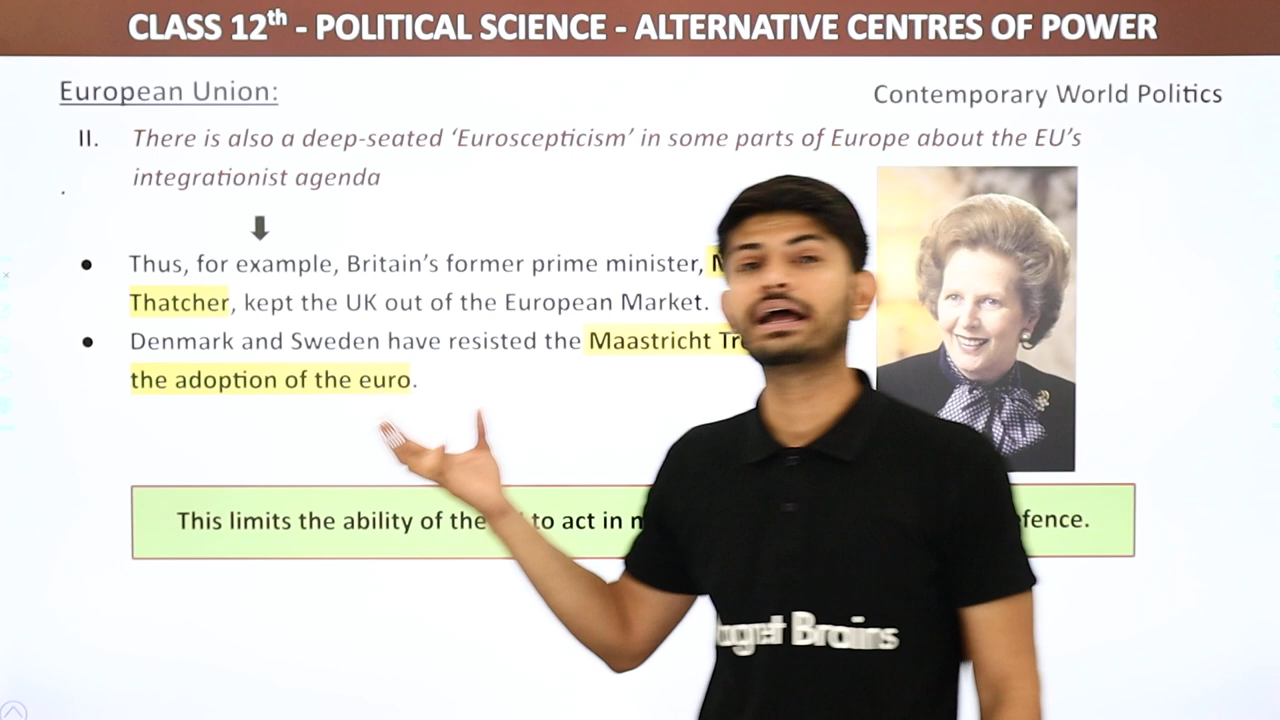 CLASS 12th - POLITICAL SCIENCE - ALTERNATIVE CENTRES OF POWER
European Union:
Contemporary World Politics
II. There is also a deep-seated ‘Euroscepticism’ in some parts of Europe about the EU’s
integrationist agenda
● Thus, for example, Britain’s former prime minister,
Thatcher, kept the UK out of the European Market.
● Denmark and Sweden have resisted the Maastricht
the adoption of the euro.
This limits the ability of the to act in
Brains